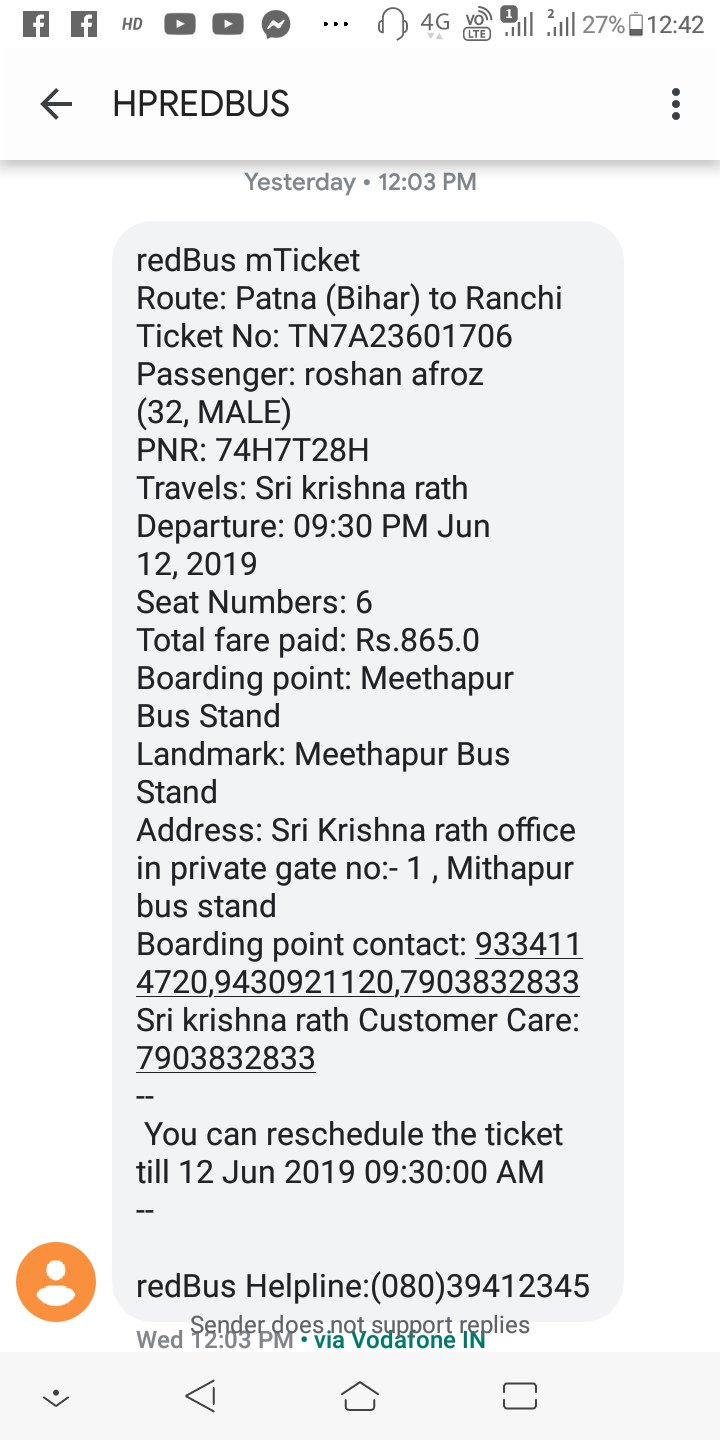 HD ... 4G VO LTE 1 2 27% 12:42
HPREDBUS
Yesterday • 12:03 PM
redBus mTicket
Route: Patna (Bihar) to Ranchi
Ticket No: TN7A23601706
Passenger: roshan afroz
(32, MALE)
PNR: 74H7T28H
Travels: Sri krishna rath
Departure: 09:30 PM Jun
12, 2019
Seat Numbers: 6
Total fare paid: Rs.865.0
Boarding point: Meethapur
Bus Stand
Landmark: Meethapur Bus
Stand
Address: Sri Krishna rath office
in private gate no:- 1 , Mithapur
bus stand
Boarding point contact: 933411
4720,9430921120,7903832833
Sri krishna rath Customer Care:
7903832833
--
You can reschedule the ticket
till 12 Jun 2019 09:30:00 AM
--
redBus Helpline:(080)39412345
Sender does not support replies
Wed 12:03 PM • via Vodafone IN